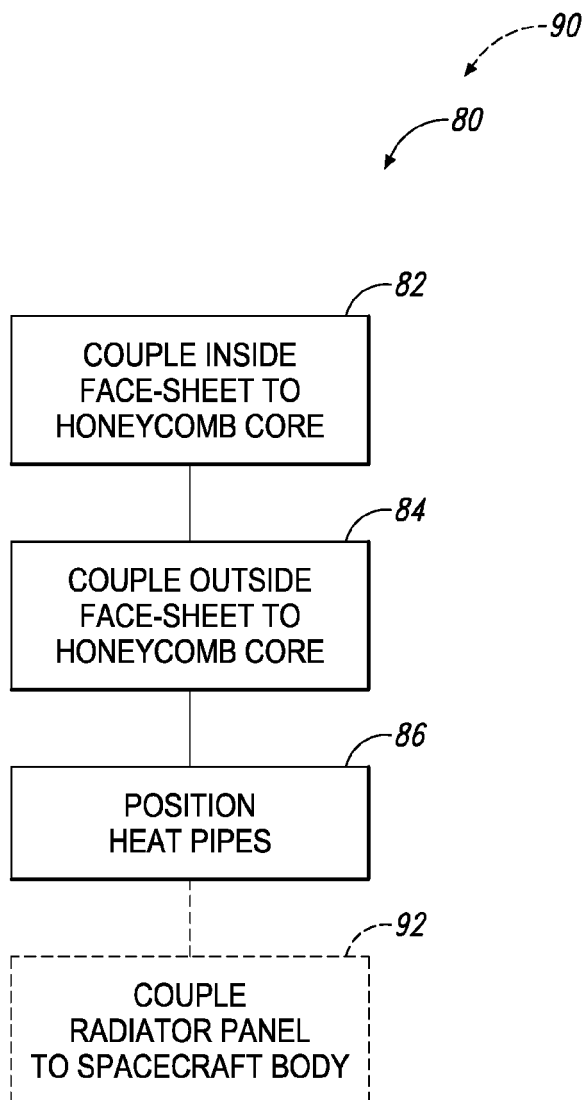 90
80
82
COUPLE INSIDE
FACE-SHEET TO
HONEYCOMB CORE
84
COUPLE OUTSIDE
FACE-SHEET TO
HONEYCOMB CORE
86
POSITION
HEAT PIPES
92
COUPLE
RADIATOR PANEL
TO SPACECRAFT BODY